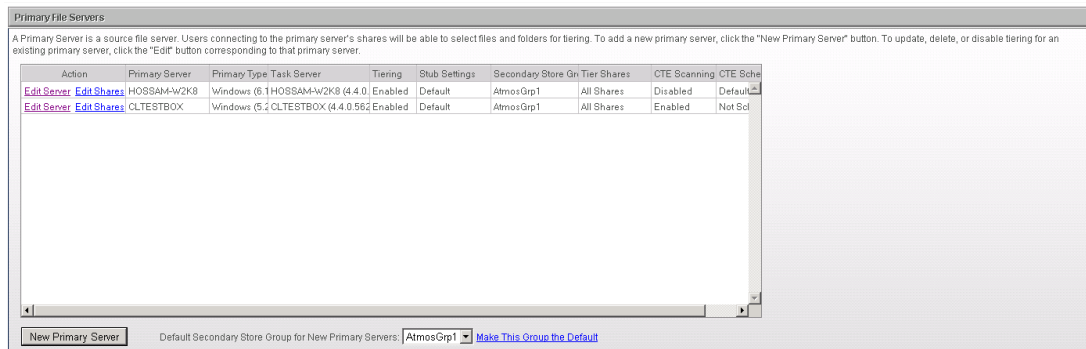 Primary File Servers
A Primary Server is a source file server. Users connecting to the primary server's shares will be able to select files and folders for tiering. To add a new primary server, click the "New Primary Server" button. To update, delete, or disable tiering for an
existing primary server, click the "Edit" button corresponding to that primary server.
Action Primary Server Primary Type Task Server Tiering Stub Settings Secondary Store Gr Tier Shares CTE Scanning CTE Sche
Edit Server Edit Shares HOSSAM-W2K8 Windows (6.1 HOSSAM-W2K8 (4.4.0. Enabled Default AtmosGrp1 All Shares Disabled Default
Edit Server Edit Shares CLTESTBOX Windows (5.2 CLTESTBOX (4.4.0.562 Enabled Default AtmosGrp1 All Shares Enabled Not Scl
New Primary Server Default Secondary Store Group for New Primary Servers: AtmosGrp1 Make This Group the Default